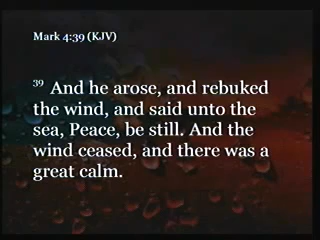 Mark 4:39 (KJV)
39 And he arose, and rebuked
the wind, and said unto the
sea, Peace, be still. And the
wind ceased, and there was a
great calm.